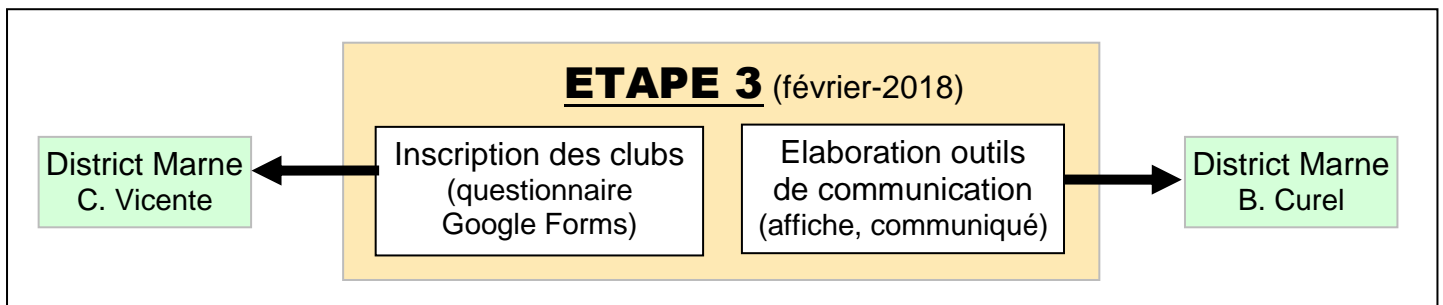 ETAPE 3 (février-2018)
District Marne
C. Vicente
Inscription des clubs
(questionnaire
Google Forms)
Elaboration outils
de communication
(affiche, communiqué)
District Marne
B. Curel